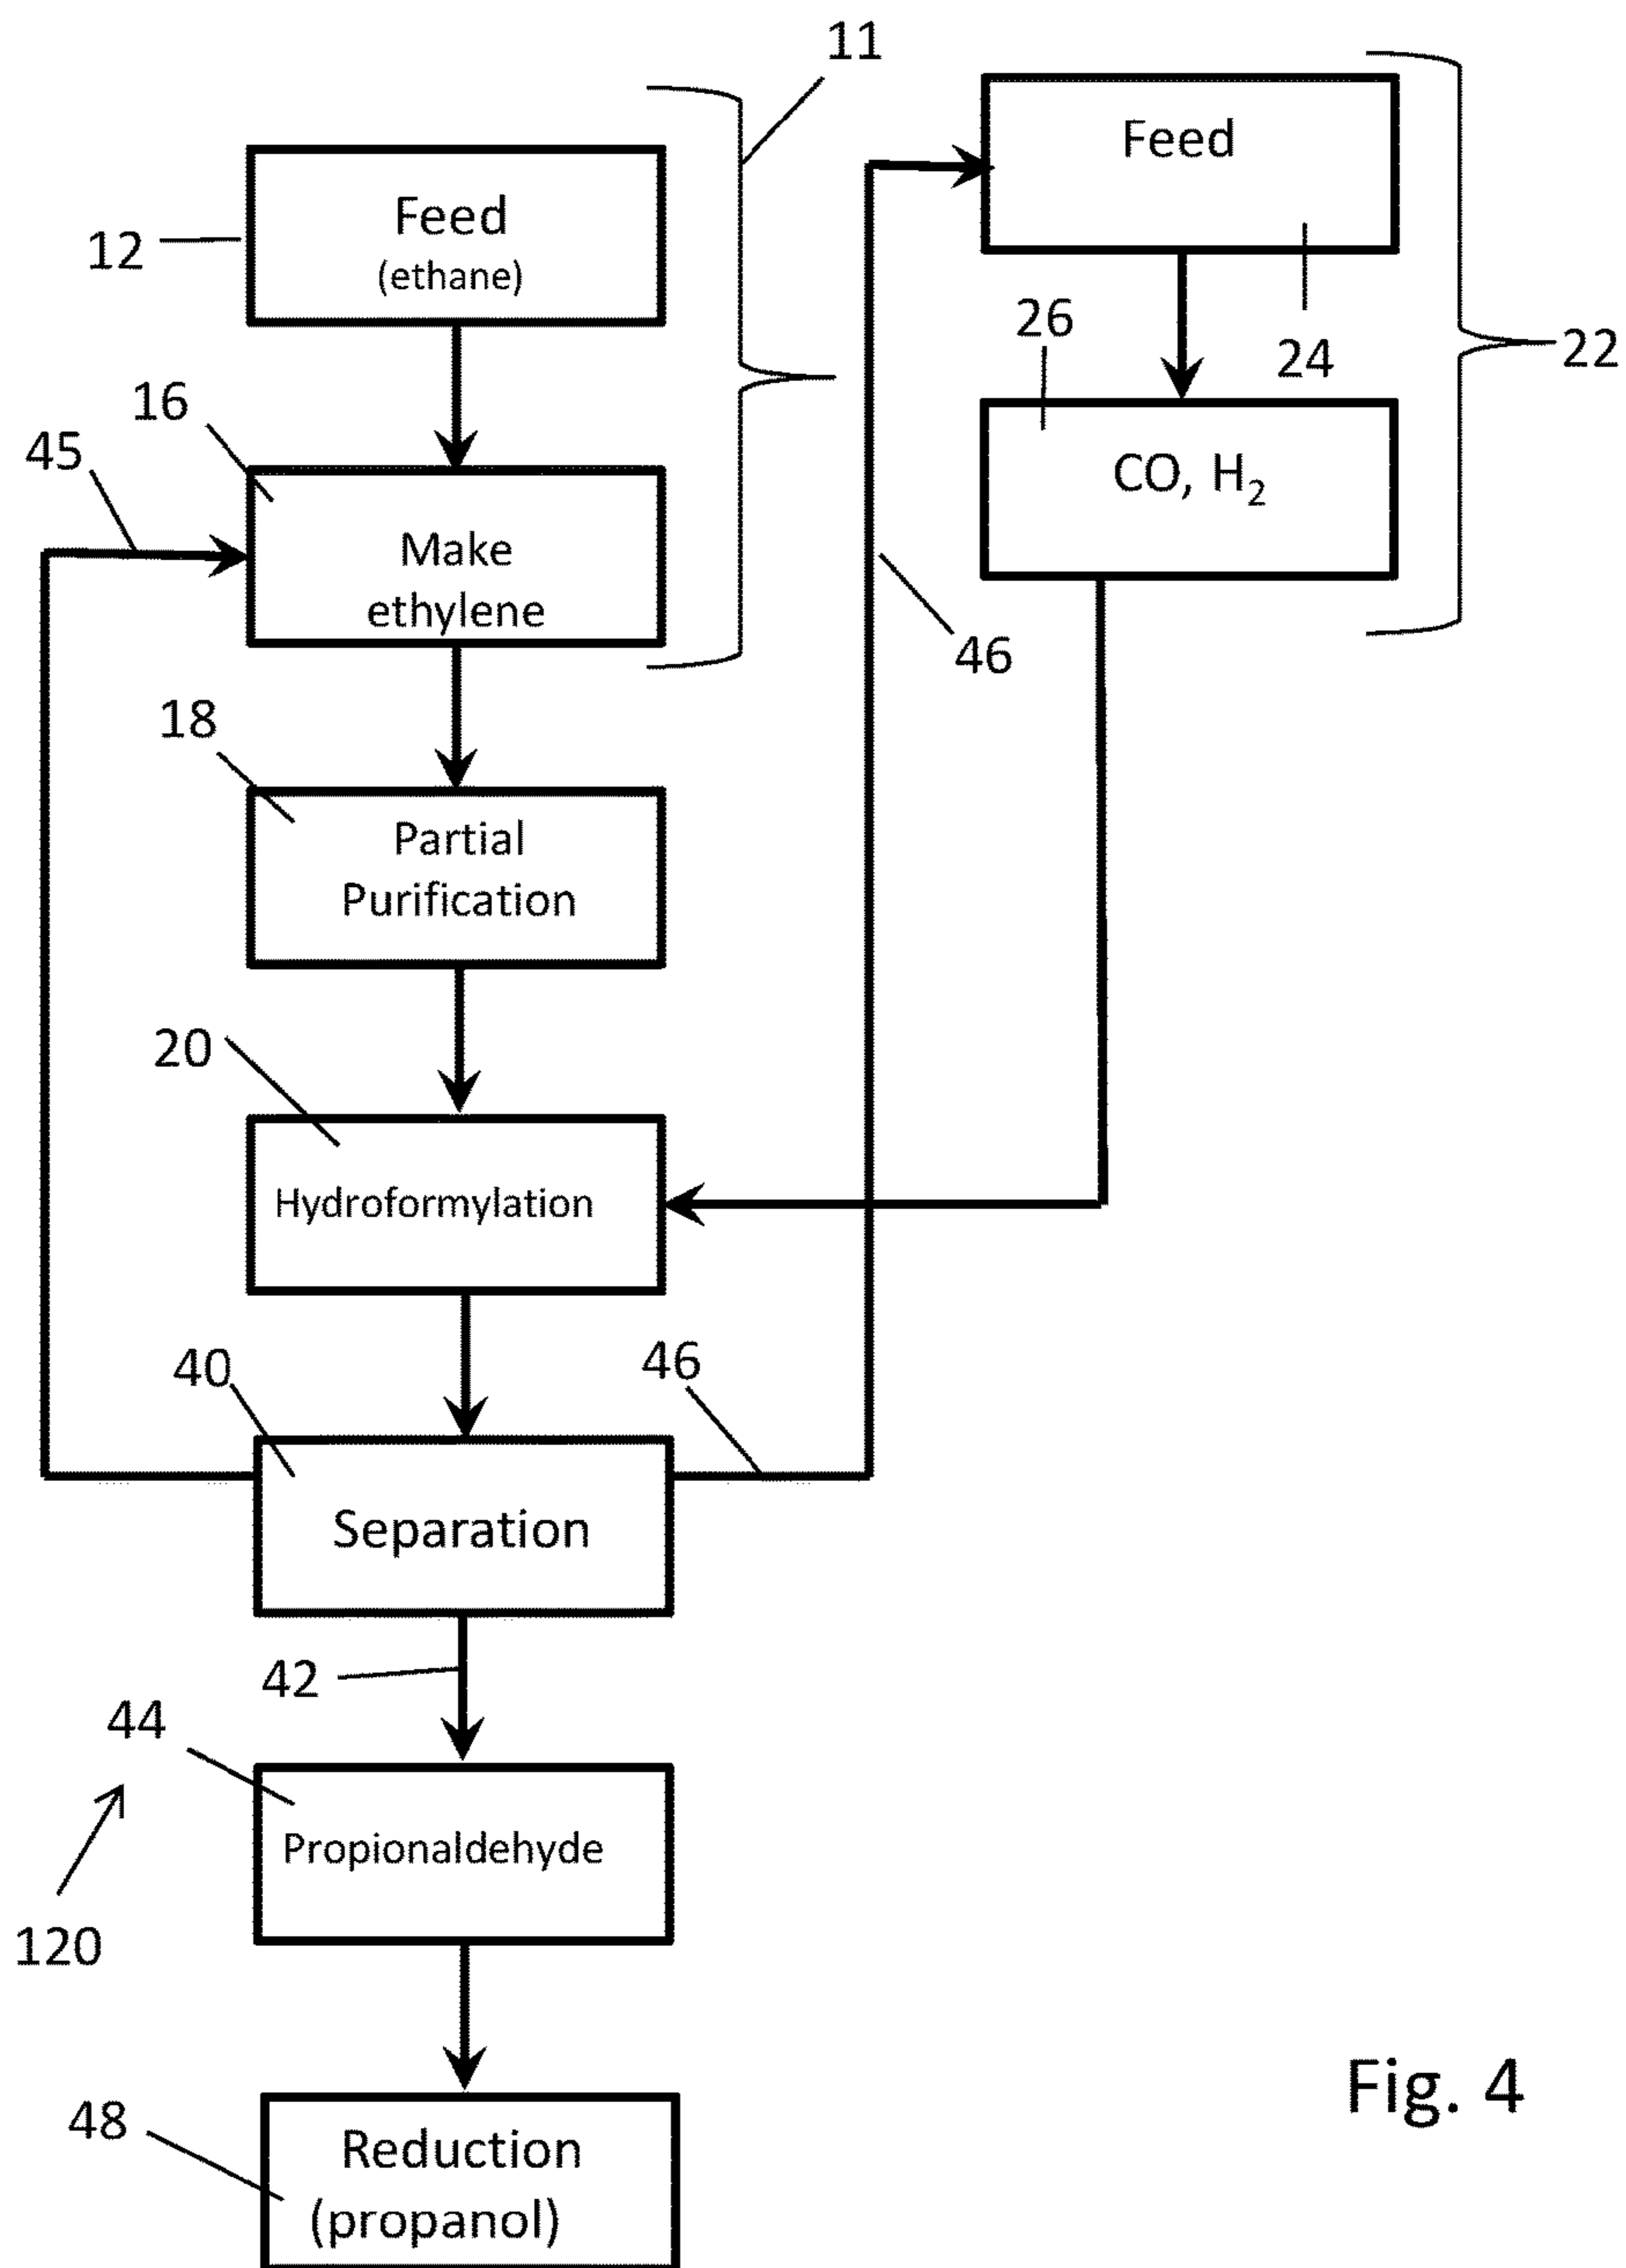 11
Feed
(ethane)
12
Feed
24
26
CO, H₂
22
16
45
Make
ethylene
46
18
Partial
Purification
20
Hydroformylation
40
46
Separation
42
44
Propionaldehyde
120
48
Reduction
(propanol)
Fig. 4